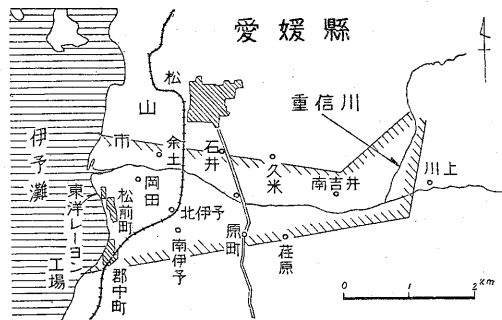 愛媛縣
松
山
市
重信川
伊予灘
余土
石井
久米
南吉井
川上
岡田
松前町
東洋レーヨン
工場
北伊予
南伊予
原町
荏原
郡中町
0 1 2 km